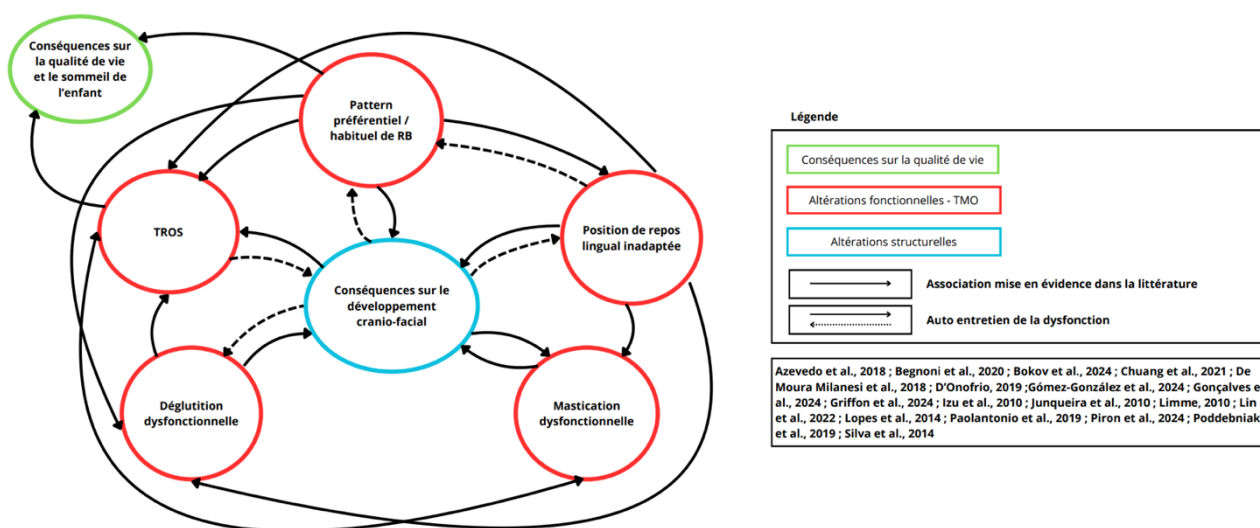 Conséquences sur
la qualité de vie
et le sommeil de
l'enfant
Pattern
préférentiel /
habituel de RB
TROS
Position de repos
lingual inadaptée
Conséquences sur le
développement
cranio-facial
Déglutition
dysfonctionnelle
Mastication
dysfonctionnelle
Légende
Conséquences sur la qualité de vie
Altérations fonctionnelles - TMO
Altérations structurelles
Association mise en évidence dans la littérature
Auto entretien de la dysfonction
Azevedo et al., 2018 ; Begnoni et al., 2020 ; Bokov et al., 2024 ; Chuang et al., 2021 ; De
Moura Milanesi et al., 2018 ; D'Onofrio, 2019 ;Gómez-González et al., 2024 ; Gonçalves e
al., 2024 ; Griffon et al., 2024 ; Izu et al., 2010 ; Junqueira et al., 2010 ; Limme, 2010 ; Lin
et al., 2022 ; Lopes et al., 2014 ; Paolantonio et al., 2019 ; Piron et al., 2024 ; Poddebniak
et al., 2019 ; Silva et al., 2014